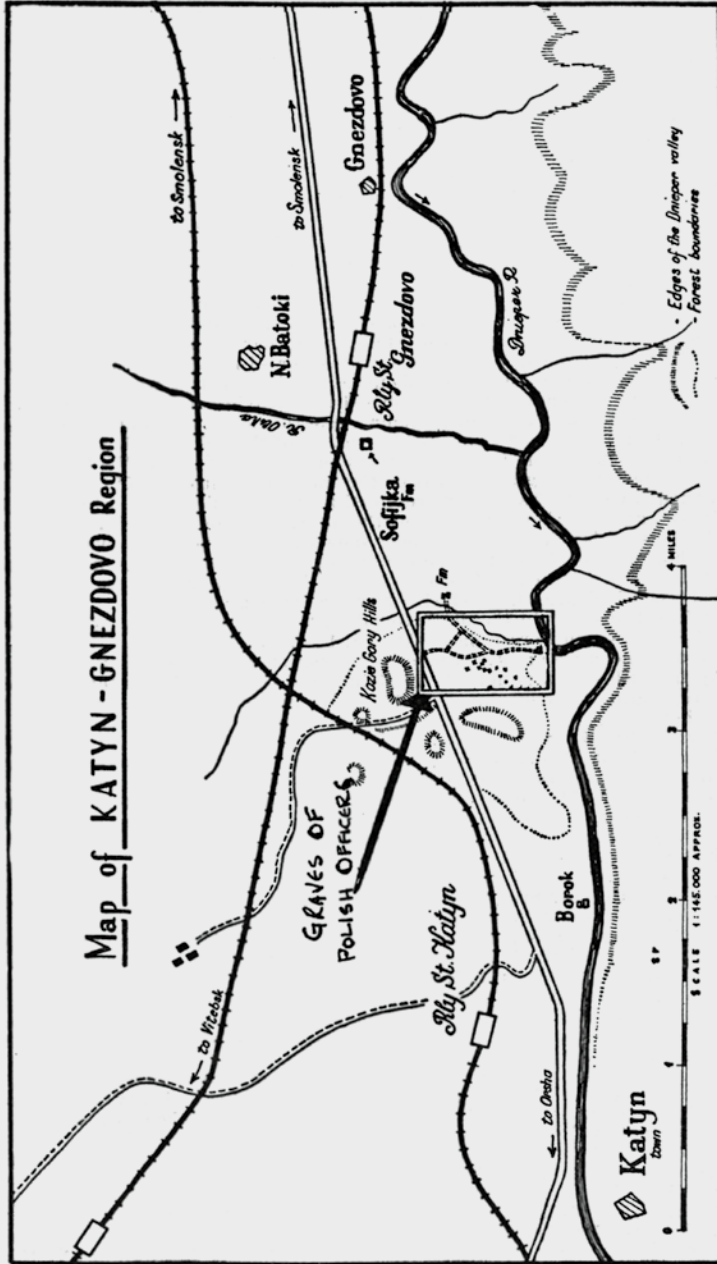 Map of KATYN - GNEZDOVO Region
to Smolensk
to Smolensk
N. Batoki
Gnezdovo
Rly St.
Gnezdovo
Sofijka
Fm
Dnieper R.
to Vitebsk
Kozie Gory Hills
Fm
GRAVES OF
POLISH OFFICERS
Rly St. Katyn
Borok
to Orsha
Katyn
town
- Edges of the Dnieper valley
- Forest boundaries
0
1
2
3
4 MILES
SCALE 1:145.000 APPROX.